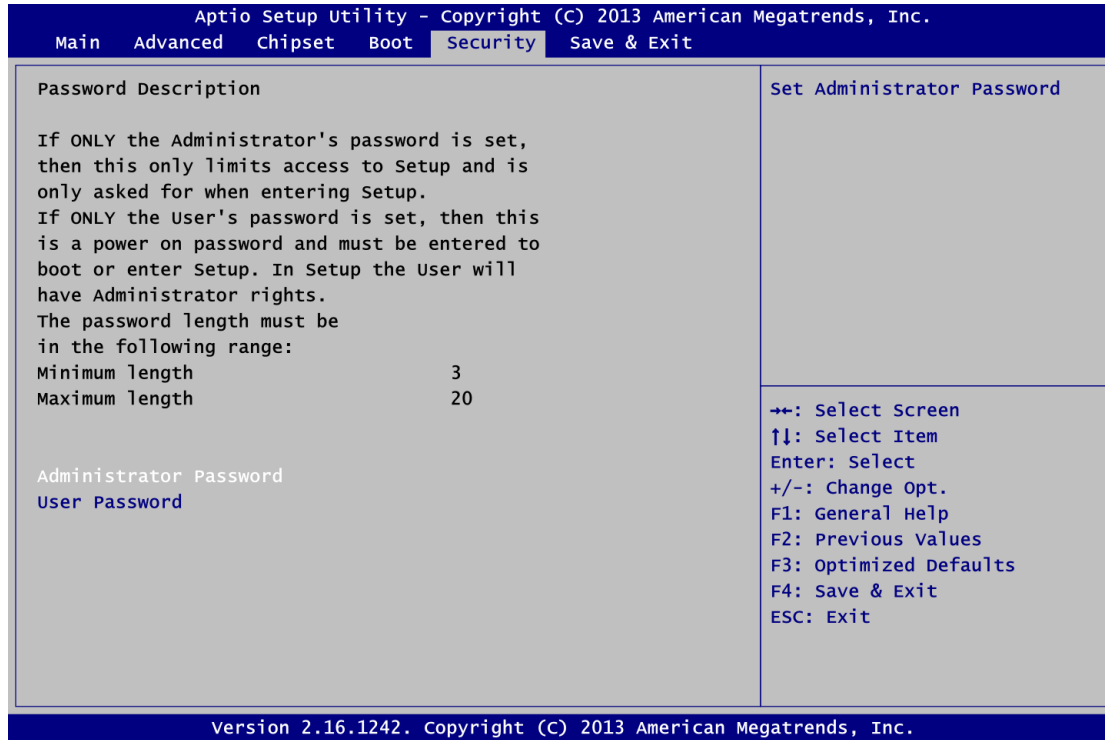 Aptio Setup Utility - Copyright (C) 2013 American Megatrends, Inc.
Main Advanced Chipset Boot Security Save & Exit
Password Description
If ONLY the Administrator's password is set,
then this only limits access to Setup and is
only asked for when entering Setup.
If ONLY the User's password is set, then this
is a power on password and must be entered to
boot or enter Setup. In Setup the User will
have Administrator rights.
The password length must be
in the following range:
Minimum length 3
Maximum length 20
Administrator Password
User Password
Set Administrator Password
→←: Select Screen
↑↓: Select Item
Enter: Select
+/-: Change Opt.
F1: General Help
F2: Previous Values
F3: Optimized Defaults
F4: Save & Exit
ESC: Exit
Version 2.16.1242. Copyright (C) 2013 American Megatrends, Inc.